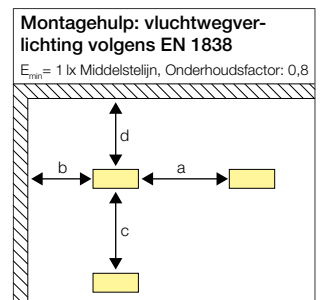 Montagehulp: vluchtwegver-
lichting volgens EN 1838
Emin= 1 lx Middelstelijn, Onderhoudsfactor: 0,8
d
b
a
c